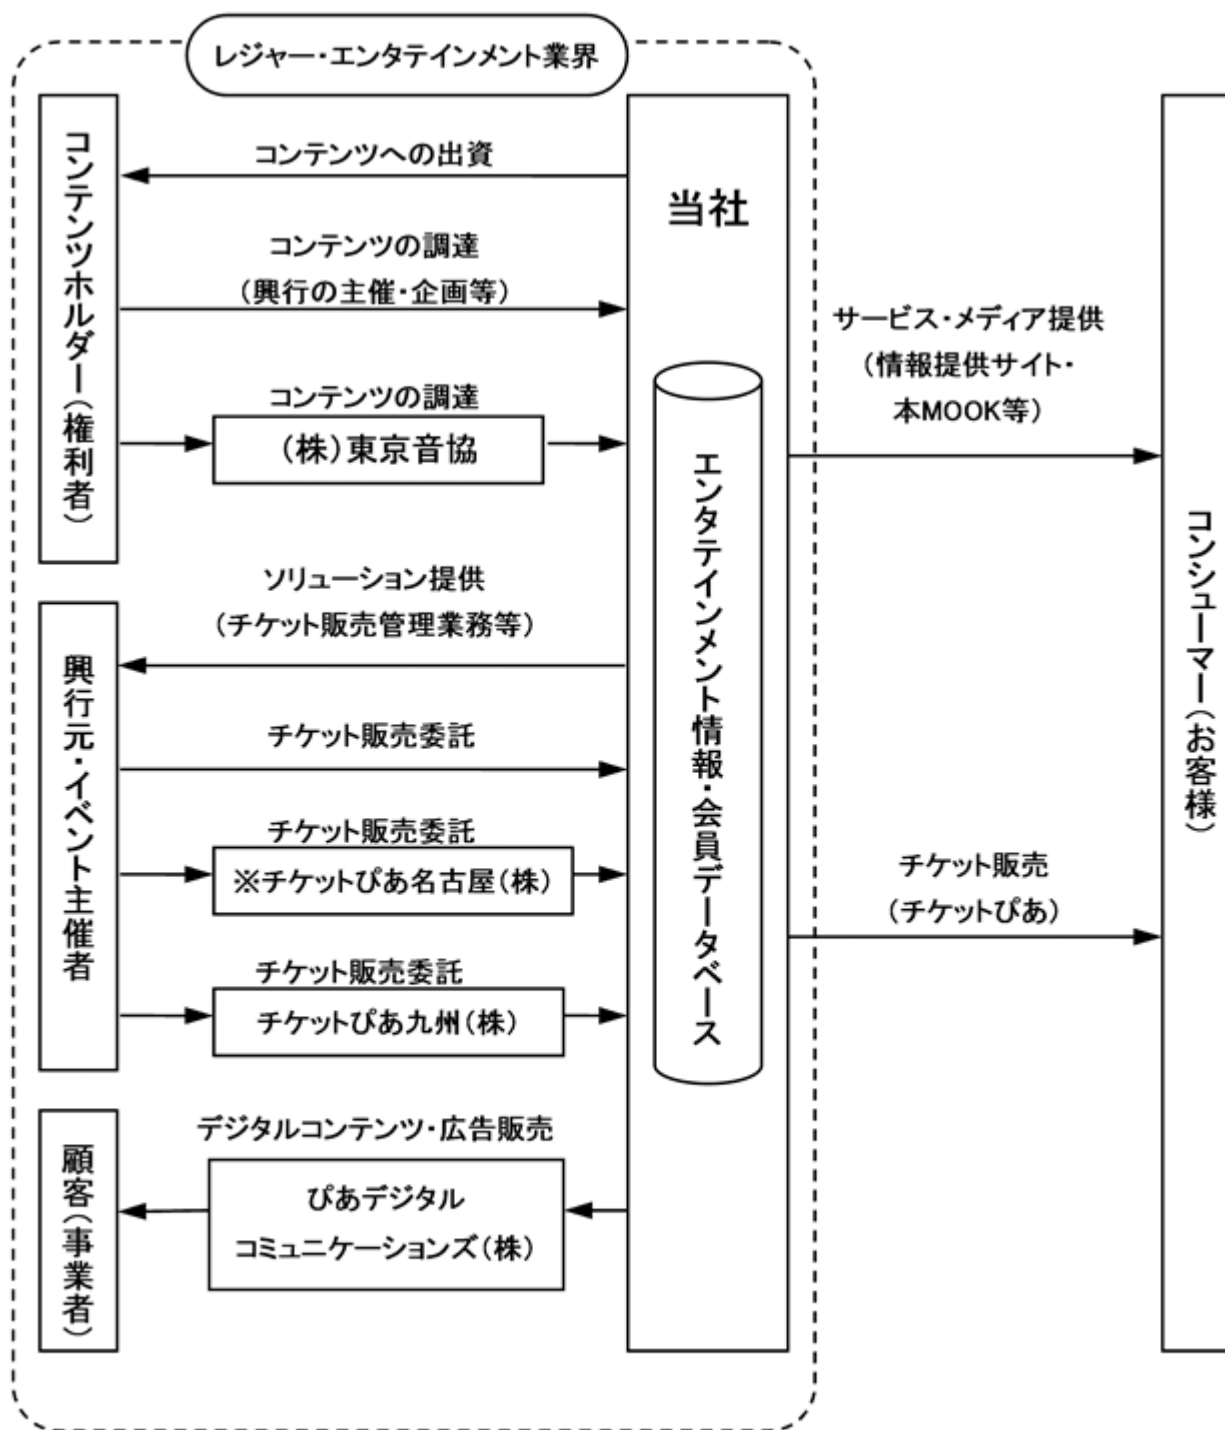 レジャー・エンタテインメント業界
コンテンツホルダー(権利者)
コンテンツへの出資
コンテンツの調達
(興行の主催・企画等)
コンテンツの調達
(株)東京音協
興行元・イベント主催者
ソリューション提供
(チケット販売管理業務等)
チケット販売委託
チケット販売委託
※チケットぴあ名古屋(株)
チケット販売委託
チケットぴあ九州(株)
顧客(事業者)
デジタルコンテンツ・広告販売
ぴあデジタル
コミュニケーションズ(株)
当社
エンタテインメント情報・会員データベース
サービス・メディア提供
(情報提供サイト・
本MOOK等)
チケット販売
(チケットぴあ)
コンシューマー(お客様)